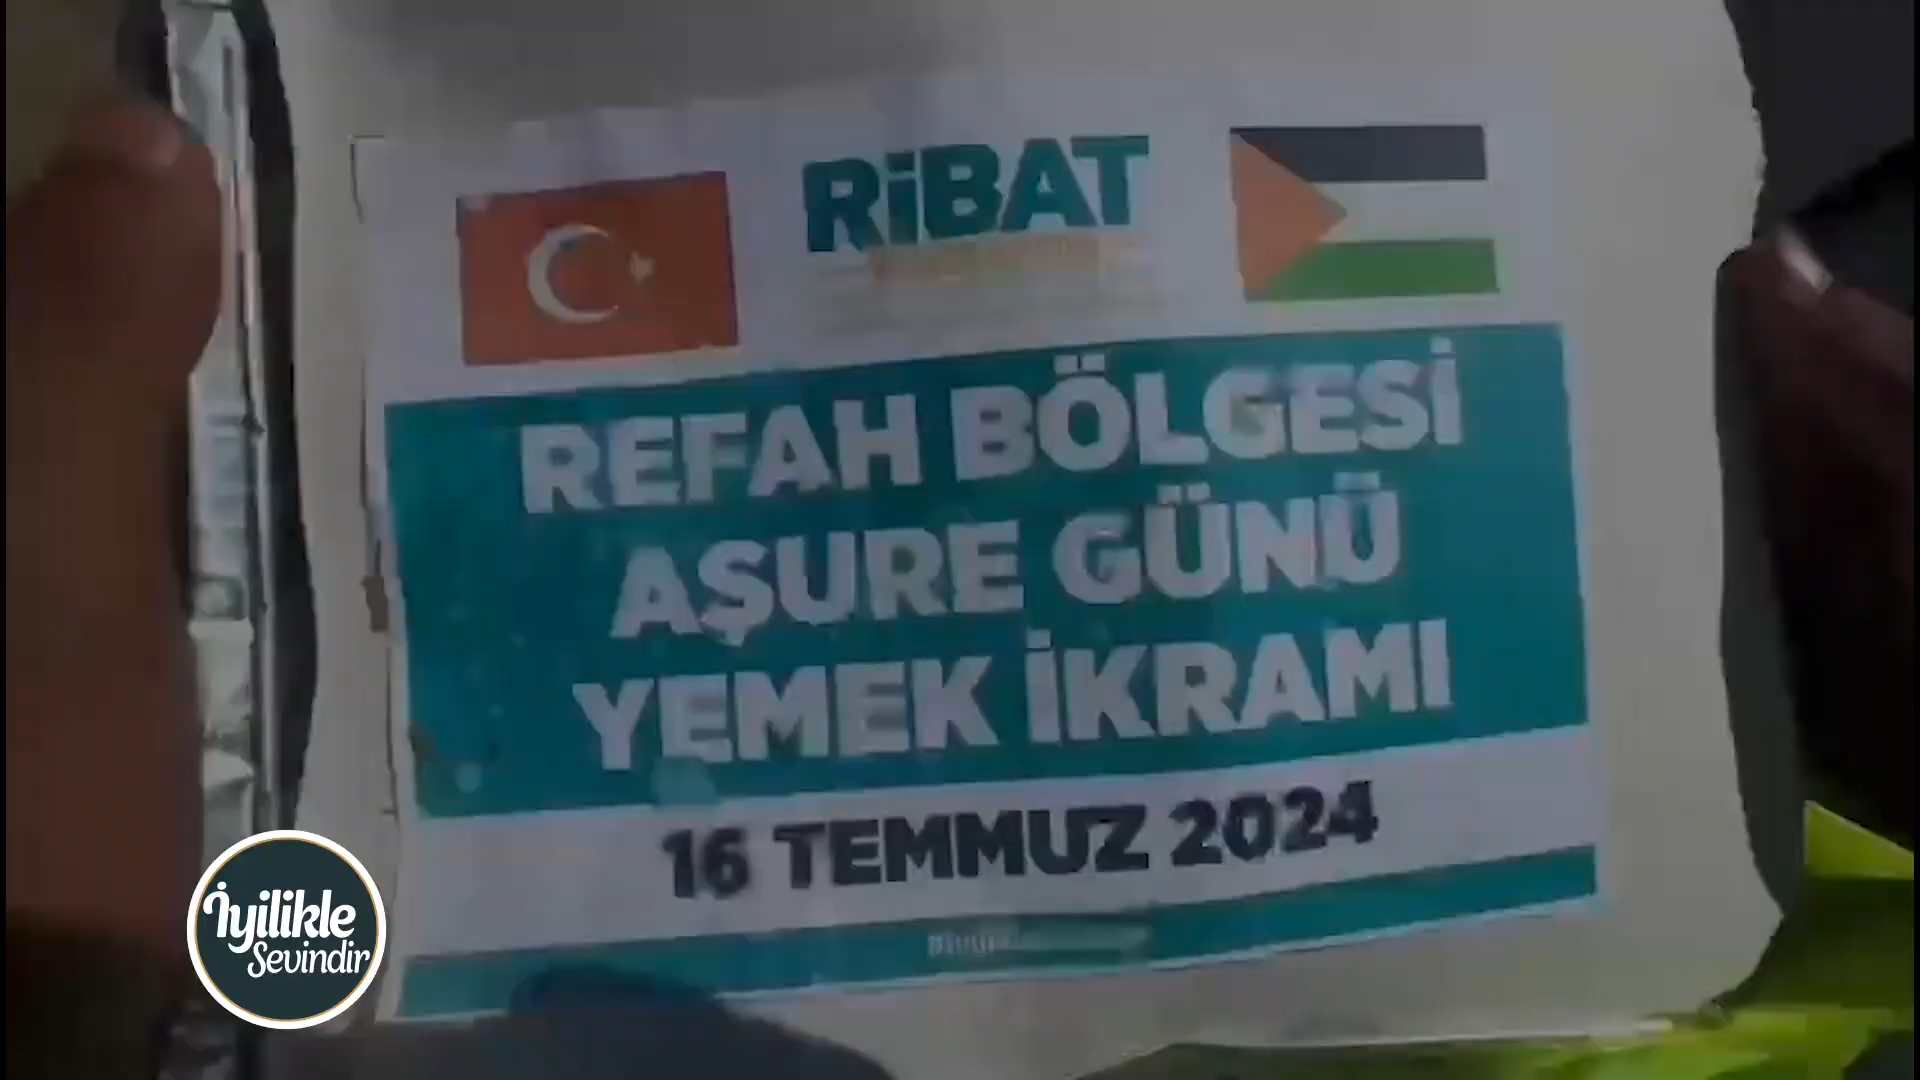 RİBAT
REFAH BÖLGESİ
AŞURE GÜNÜ
YEMEK İKRAMI
16 TEMMUZ 2024
İyilikle
Sevindir